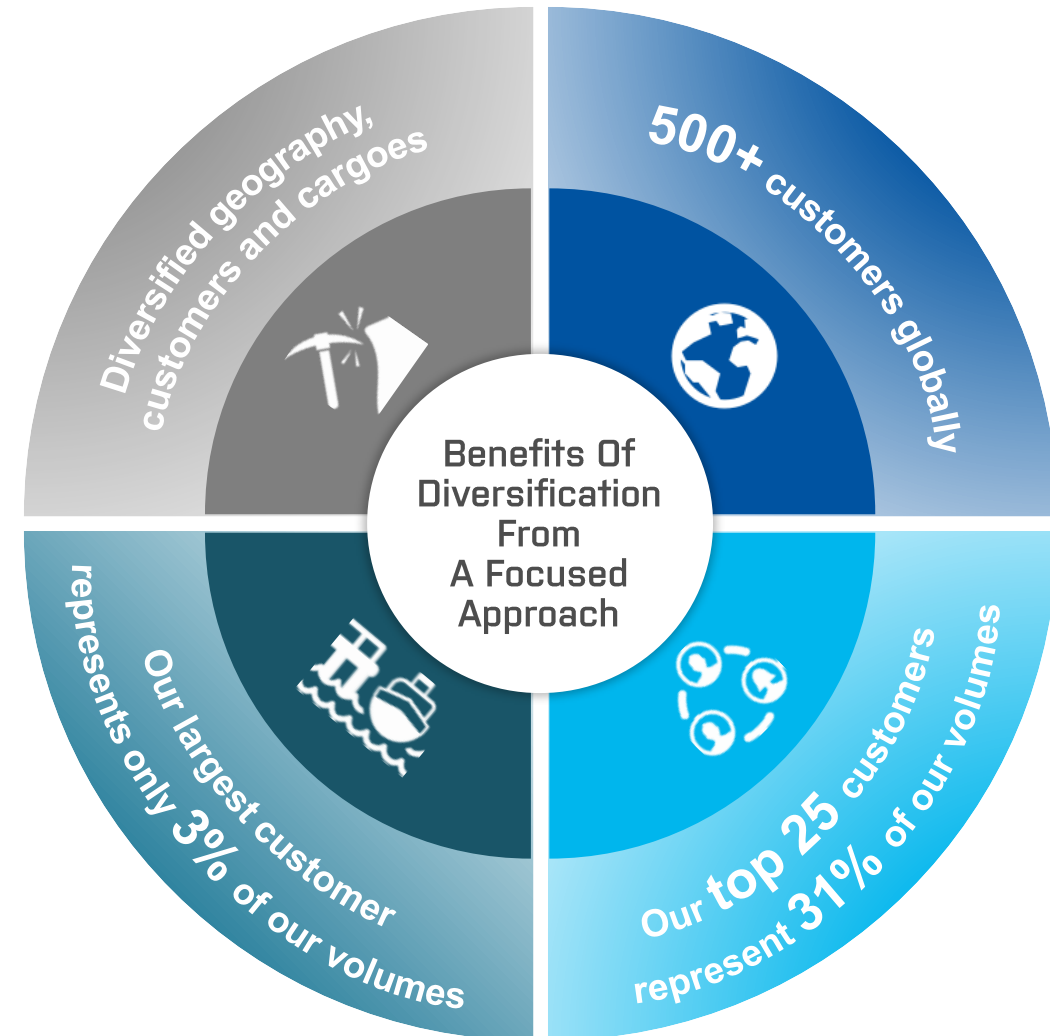 Diversified geography,
customers and cargoes
500+ customers globally
Benefits Of
Diversification
From
A Focused
Approach
Our largest customer
represents only 3% of our volumes
Our top 25 customers
represent 31% of our volumes